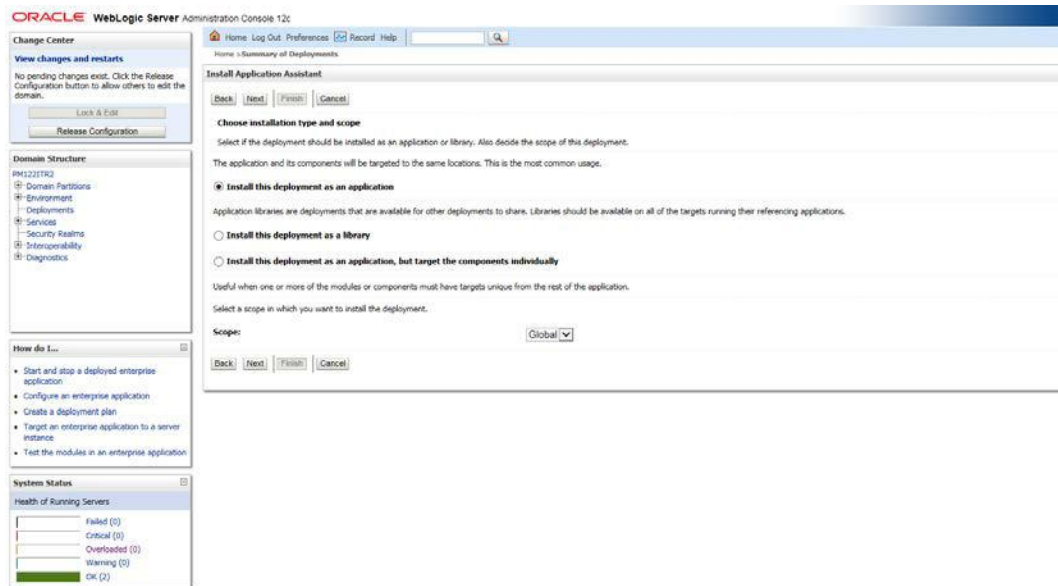 ORACLE WebLogic Server Administration Console 12c
Change Center
View changes and restarts
No pending changes exist. Click the Release
Configuration button to allow others to edit the
domain.
Lock & Edit
Release Configuration
Domain Structure
PM122ITR2
Domain Partitions
Environment
Deployments
Services
Security Realms
Interoperability
Diagnostics
How do I...
Start and stop a deployed enterprise
application
Configure an enterprise application
Create a deployment plan
Target an enterprise application to a server
instance
Test the modules in an enterprise application
System Status
Health of Running Servers
Failed (0)
Critical (0)
Overloaded (0)
Warning (0)
OK (2)
Home Log Out Preferences Record Help
Home >Summary of Deployments
Install Application Assistant
Back Next Finish Cancel
Choose installation type and scope
Select if the deployment should be installed as an application or library. Also decide the scope of this deployment.
The application and its components will be targeted to the same locations. This is the most common usage.
Install this deployment as an application
Application libraries are deployments that are available for other deployments to share. Libraries should be available on all of the targets running their referencing applications.
Install this deployment as a library
Install this deployment as an application, but target the components individually
Useful when one or more of the modules or components must have targets unique from the rest of the application.
Select a scope in which you want to install the deployment.
Scope: Global
Back Next Finish Cancel